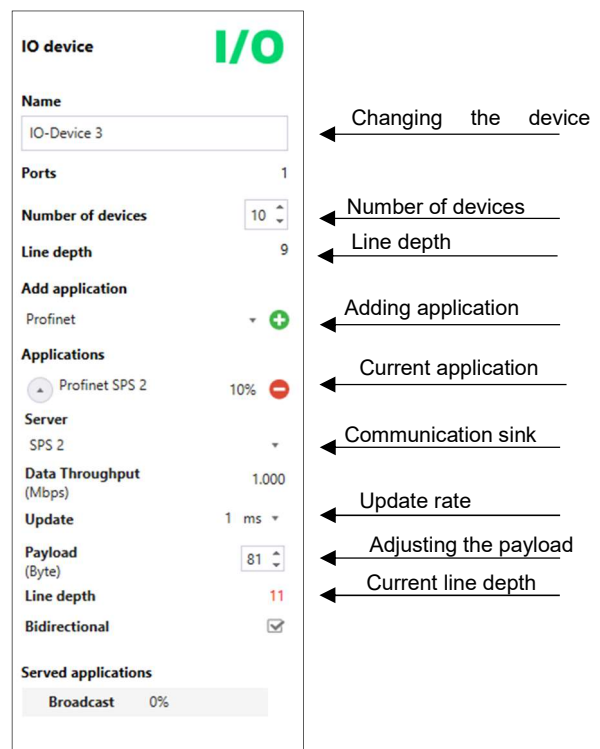 IO device
I/O
Name
IO-Device 3
Changing the device
Ports 1
Number of devices 10
Number of devices
Line depth 9
Line depth
Add application
Profinet
Adding application
Applications
Profinet SPS 2 10%
Current application
Server
SPS 2
Communication sink
Data Throughput 1.000
(Mbps)
Update 1 ms
Update rate
Payload 81
(Byte)
Adjusting the payload
Line depth 11
Current line depth
Bidirectional
Served applications
Broadcast 0%